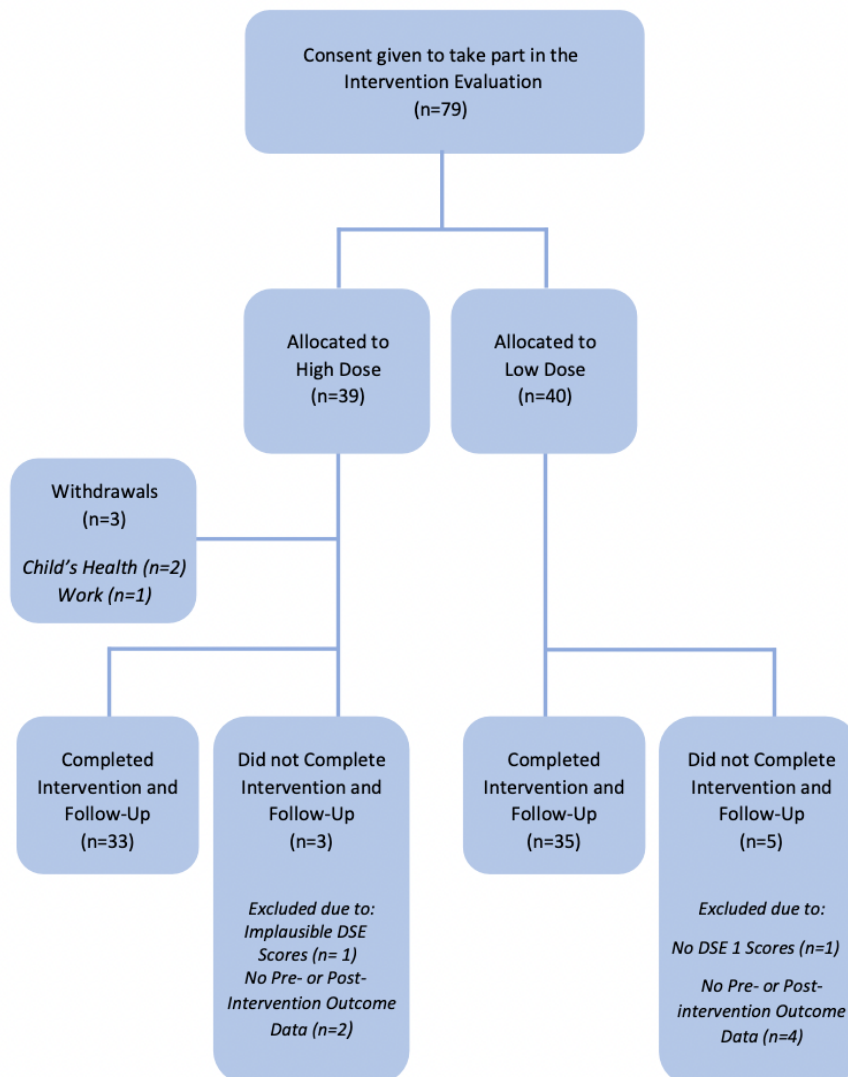 Consent given to take part in the
Intervention Evaluation
(n=79)
Allocated to
High Dose
(n=39)
Allocated to
Low Dose
(n=40)
Withdrawals
(n=3)
Child's Health (n=2)
Work (n=1)
Completed
Intervention and
Follow-Up
(n=33)
Did not Complete
Intervention and
Follow-Up
(n=3)
Excluded due to:
Implausible DSE
Scores (n= 1)
No Pre- or Post-
Intervention Outcome
Data (n=2)
Completed
Intervention and
Follow-Up
(n=35)
Did not Complete
Intervention and
Follow-Up
(n=5)
Excluded due to:
No DSE 1 Scores (n=1)
No Pre- or Post-
intervention Outcome
Data (n=4)